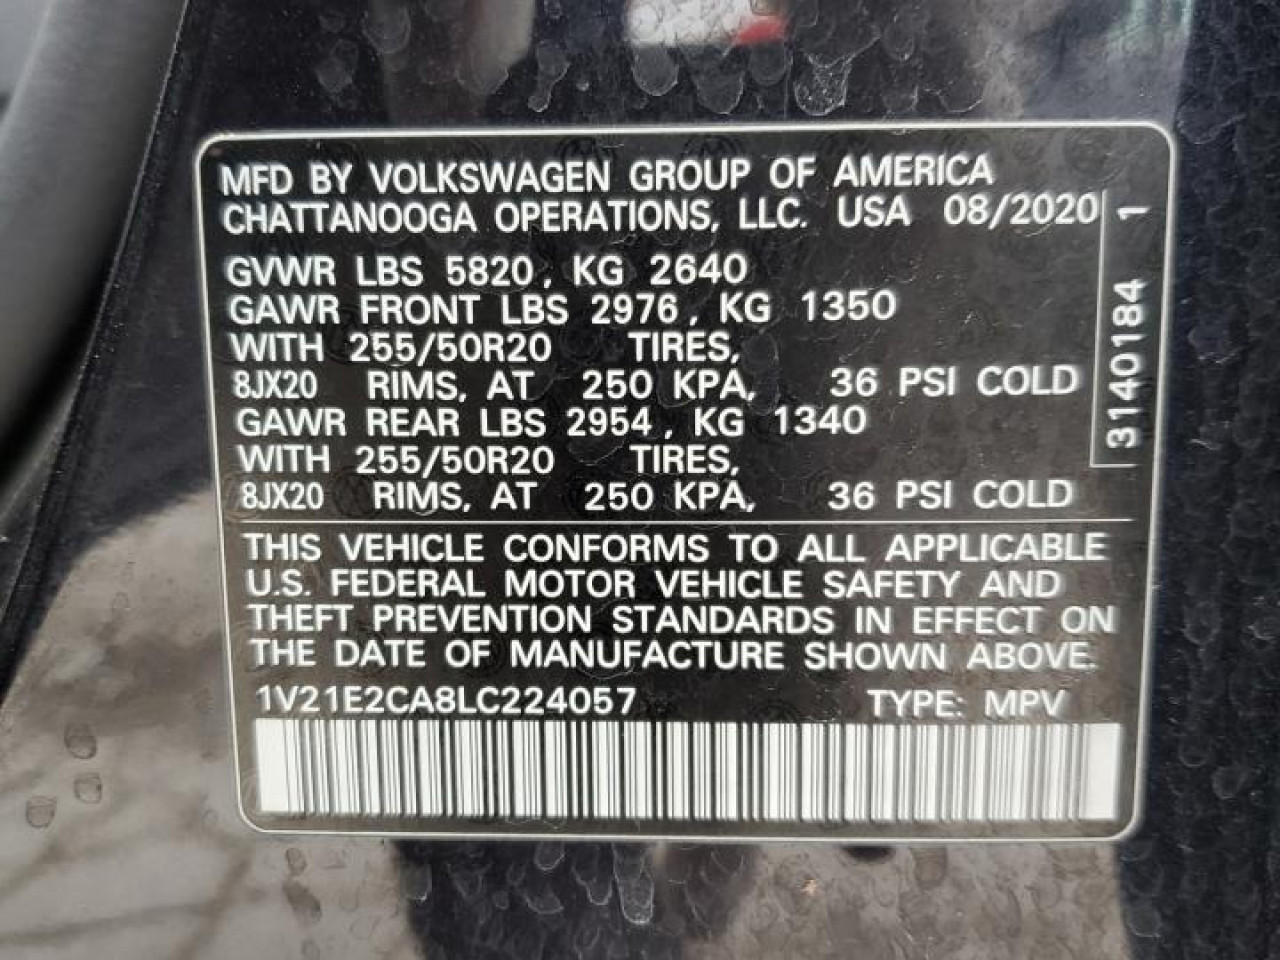 MFD BY VOLKSWAGEN GROUP OF AMERICA
CHATTANOOGA OPERATIONS, LLC. USA 08/2020
GVWR LBS 5820, KG 2640
GAWR FRONT LBS 2976, KG 1350
WITH 255/50R20 TIRES,
8JX20 RIMS, AT 250 KPA, 36 PSI COLD
GAWR REAR LBS 2954, KG 1340
WITH 255/50R20 TIRES,
8JX20 RIMS, AT 250 KPA, 36 PSI COLD
THIS VEHICLE CONFORMS TO ALL APPLICABLE
U.S. FEDERAL MOTOR VEHICLE SAFETY AND
THEFT PREVENTION STANDARDS IN EFFECT ON
THE DATE OF MANUFACTURE SHOWN ABOVE.
1V21E2CA8LC224057 TYPE: MPV
3140184 1